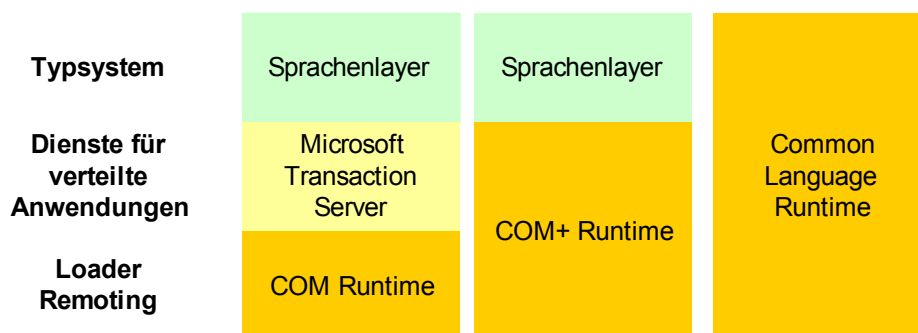 Typsystem
Sprachenlayer
Sprachenlayer
Dienste für
verteilte
Anwendungen
Microsoft
Transaction
Server
COM+ Runtime
Common
Language
Runtime
Loader
Remoting
COM Runtime